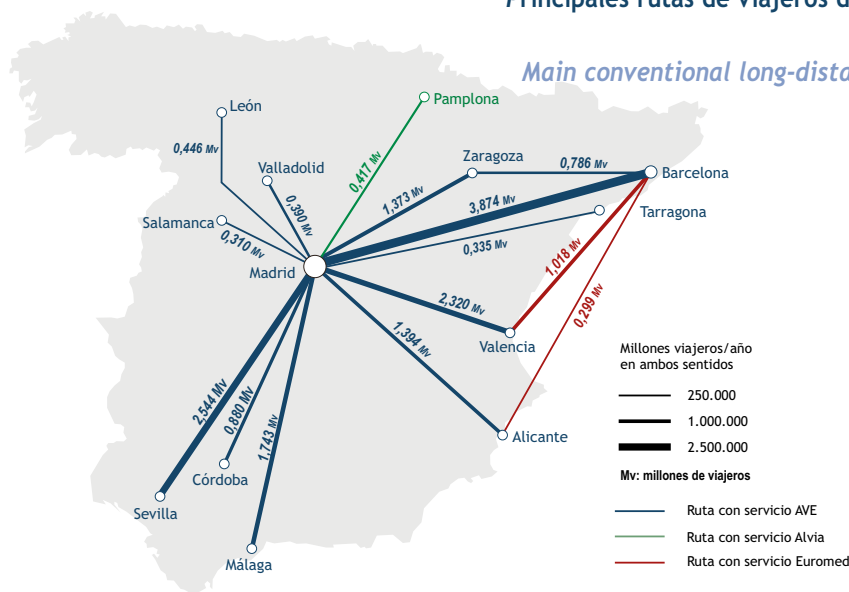 Principales rutas de viajeros d
Main conventional long-dista
León
Pamplona
0,446 Mv
Valladolid
0,417 Mv
Zaragoza
0,786 Mv
Barcelona
0,390 Mv
1,373 Mv
3,874 Mv
Salamanca
Tarragona
0,310 Mv
0,335 Mv
Madrid
1,018 Mv
2,320 Mv
0,299 Mv
1,394 Mv
Valencia
Millones viajeros/año
en ambos sentidos
250.000
2,544 Mv
0,880 Mv
1,743 Mv
1.000.000
Alicante
2.500.000
Córdoba
Mv: millones de viajeros
Sevilla
Ruta con servicio AVE
Ruta con servicio Alvia
Málaga
Ruta con servicio Euromed